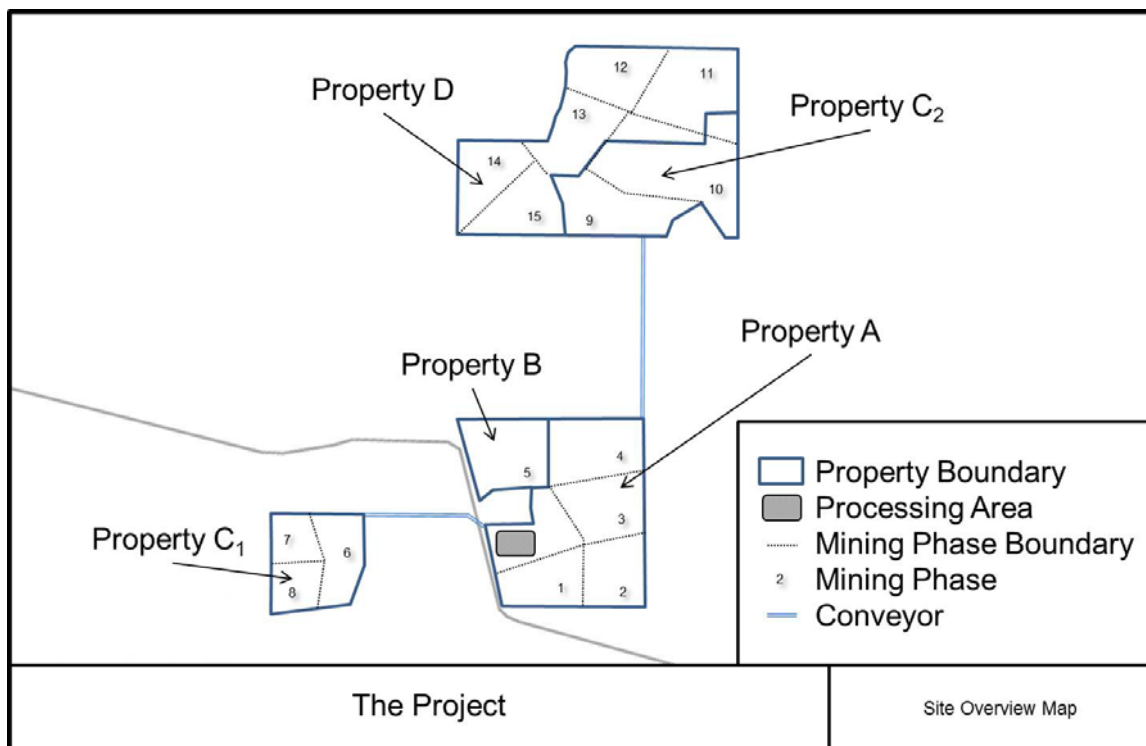 12
11
Property D
13
Property C₂
14
10
15
9
Property A
Property B
4
5
3
7
6
Property C₁
8
1
2
Property Boundary
Processing Area
Mining Phase Boundary
2 Mining Phase
Conveyor
The Project
Site Overview Map